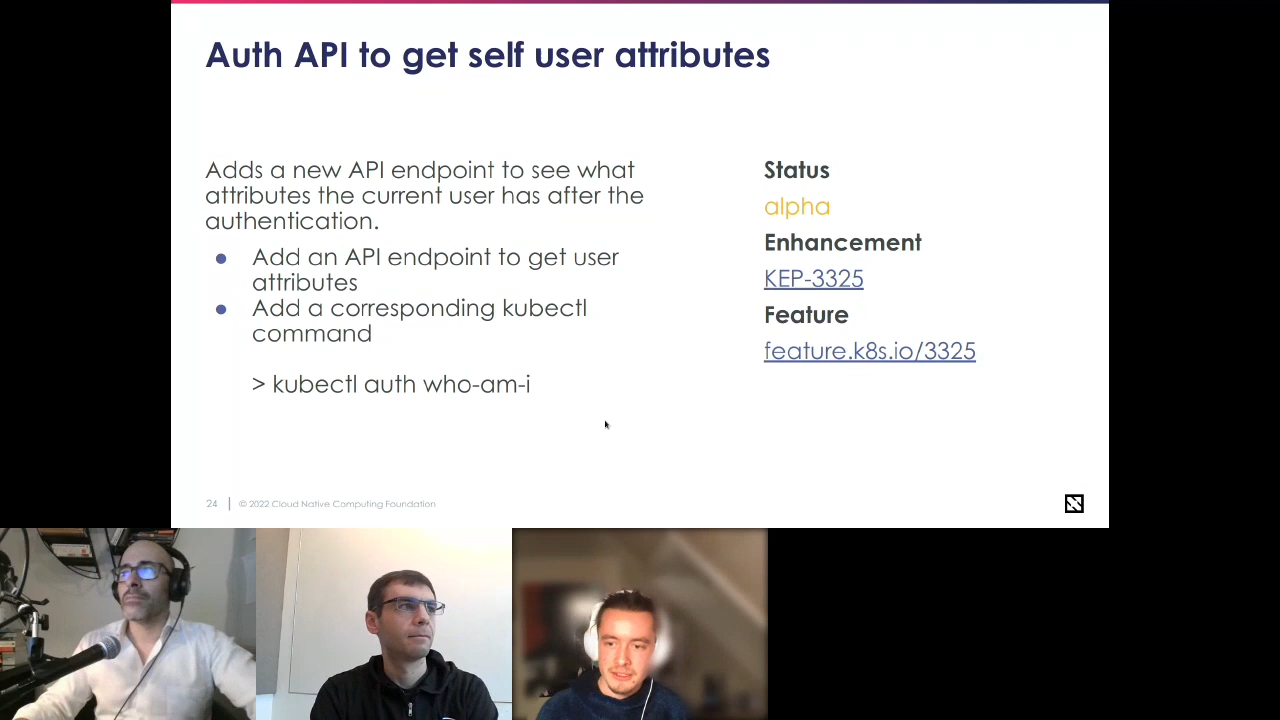 Auth API to get self user attributes
Adds a new API endpoint to see what
attributes the current user has after the
authentication.
● Add an API endpoint to get user
attributes
● Add a corresponding kubectl
command
> kubectl auth who-am-i
Status
alpha
Enhancement
KEP-3325
Feature
feature.k8s.io/3325
24 | © 2022 Cloud Native Computing Foundation